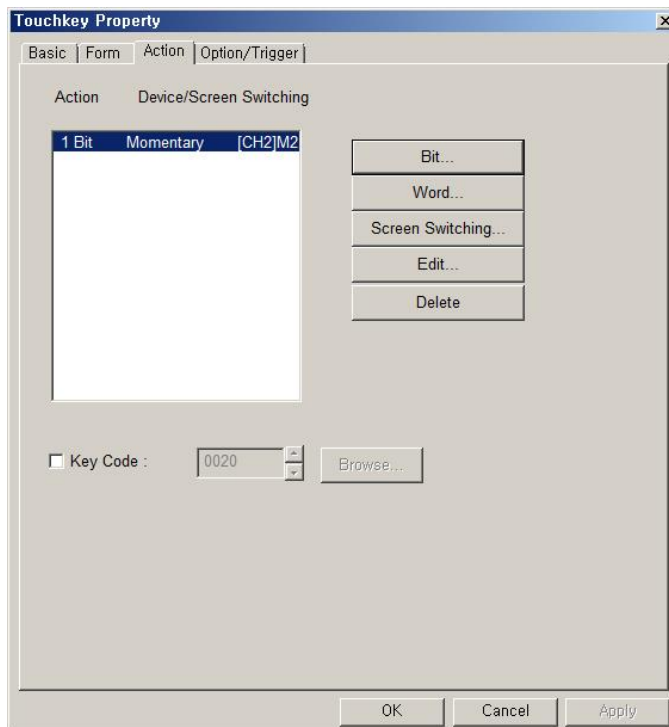 Touchkey Property
Basic Form Action Option/Trigger
Action Device/Screen Switching
1 Bit Momentary [CH2]M2
Bit...
Word...
Screen Switching...
Edit...
Delete
Key Code : 0020 Browse...
OK Cancel Apply